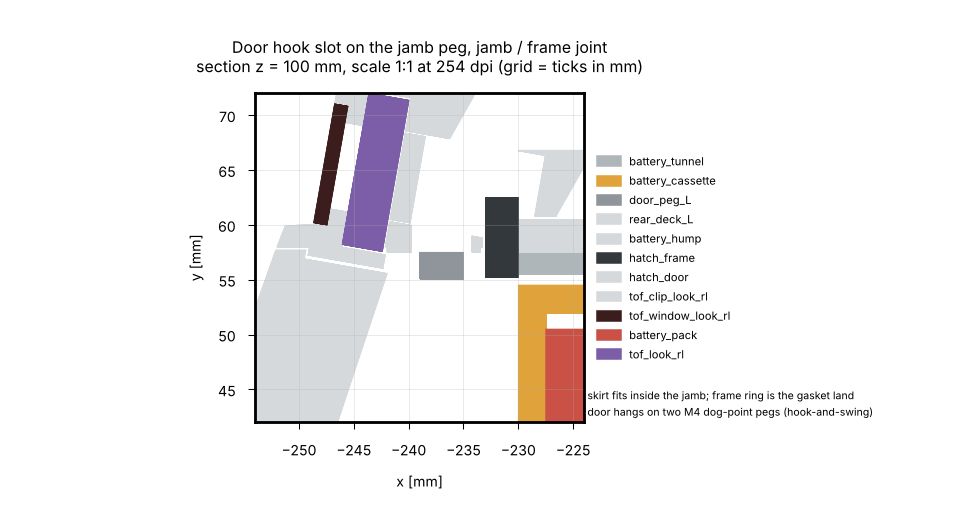 Door hook slot on the jamb peg, jamb / frame joint
section z = 100 mm, scale 1:1 at 254 dpi (grid = ticks in mm)
70
65
60
55
50
45
y [mm]
−250
−245
−240
−235
−230
−225
x [mm]
battery_tunnel
battery_cassette
door_peg_L
rear_deck_L
battery_hump
hatch_frame
hatch_door
tof_clip_look_rl
tof_window_look_rl
battery_pack
tof_look_rl
skirt fits inside the jamb; frame ring is the gasket land
door hangs on two M4 dog-point pegs (hook-and-swing)